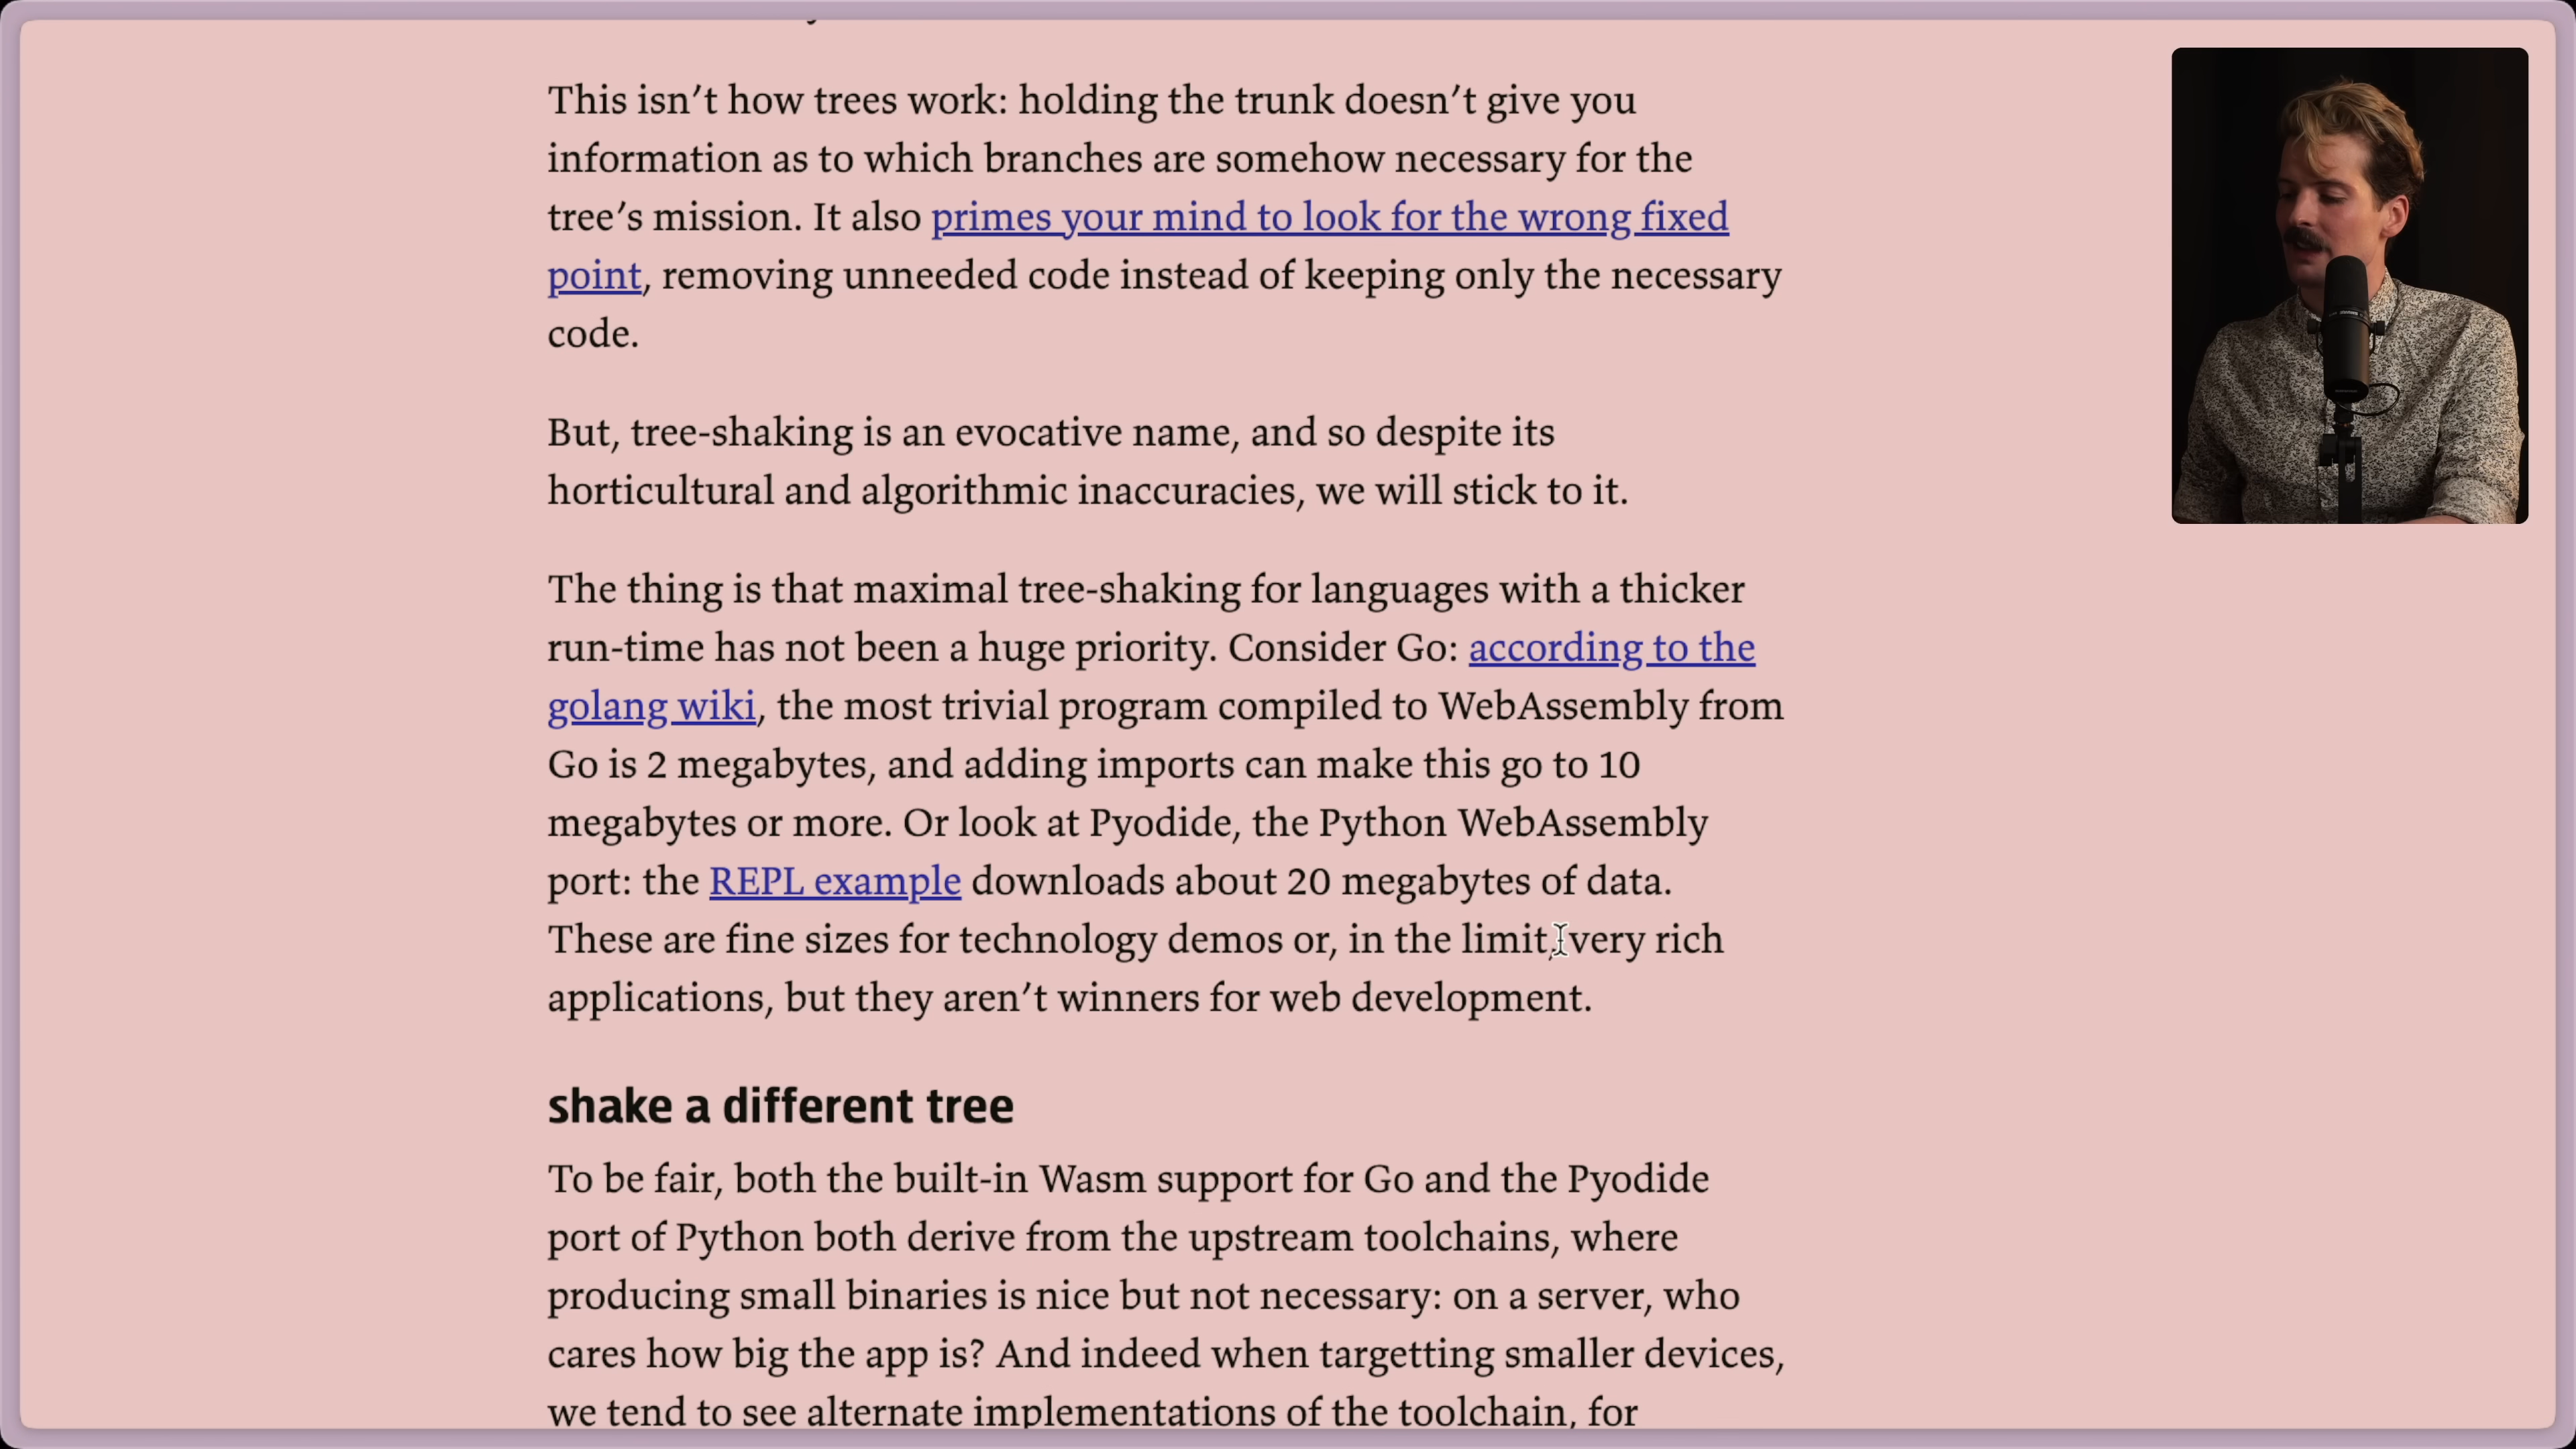 This isn’t how trees work: holding the trunk doesn’t give you
information as to which branches are somehow necessary for the
tree’s mission. It also primes your mind to look for the wrong fixed
point, removing unneeded code instead of keeping only the necessary
code.
But, tree-shaking is an evocative name, and so despite its
horticultural and algorithmic inaccuracies, we will stick to it.
The thing is that maximal tree-shaking for languages with a thicker
run-time has not been a huge priority. Consider Go: according to the
golang wiki, the most trivial program compiled to WebAssembly from
Go is 2 megabytes, and adding imports can make this go to 10
megabytes or more. Or look at Pyodide, the Python WebAssembly
port: the REPL example downloads about 20 megabytes of data.
These are fine sizes for technology demos or, in the limit, very rich
applications, but they aren’t winners for web development.
shake a different tree
To be fair, both the built-in Wasm support for Go and the Pyodide
port of Python both derive from the upstream toolchains, where
producing small binaries is nice but not necessary: on a server, who
cares how big the app is? And indeed when targetting smaller devices,
we tend to see alternate implementations of the toolchain, for